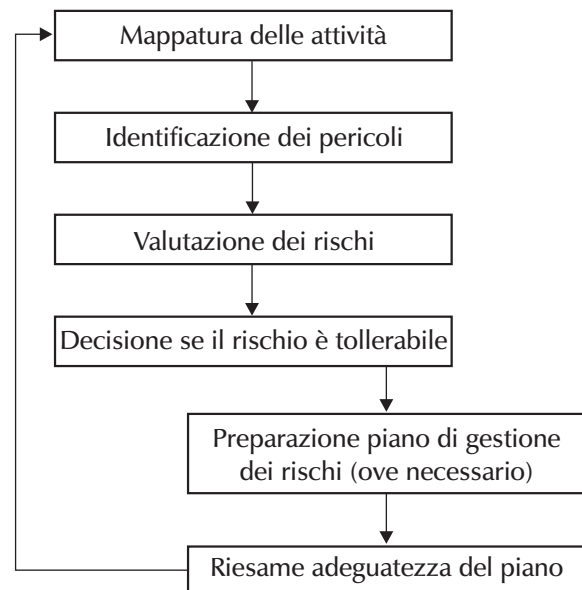 Mappatura delle attività
Identificazione dei pericoli
Valutazione dei rischi
Decisione se il rischio è tollerabile
Preparazione piano di gestione
dei rischi (ove necessario)
Riesame adeguatezza del piano